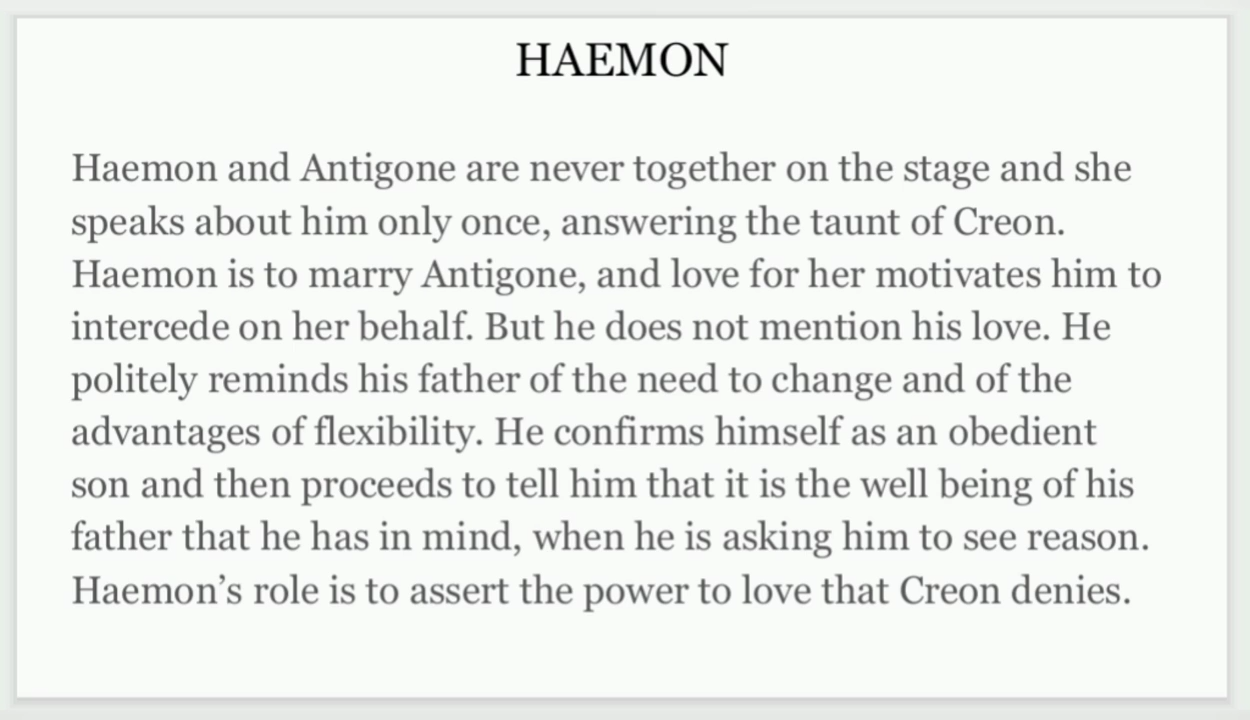 HAEMON
Haemon and Antigone are never together on the stage and she
speaks about him only once, answering the taunt of Creon.
Haemon is to marry Antigone, and love for her motivates him to
intercede on her behalf. But he does not mention his love. He
politely reminds his father of the need to change and of the
advantages of flexibility. He confirms himself as an obedient
son and then proceeds to tell him that it is the well being of his
father that he has in mind, when he is asking him to see reason.
Haemon’s role is to assert the power to love that Creon denies.